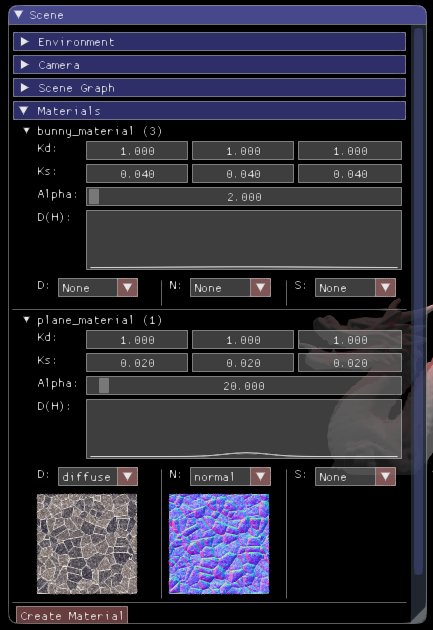 Scene
Environment
Camera
Scene Graph
Materials
bunny_material (3)
Kd: 1.000 1.000 1.000
Ks: 0.040 0.040 0.040
Alpha: 2.000
D(H):
D: None N: None S: None
plane_material (1)
Kd: 1.000 1.000 1.000
Ks: 0.020 0.020 0.020
Alpha: 20.000
D(H):
D: diffuse N: normal S: None
Create Material